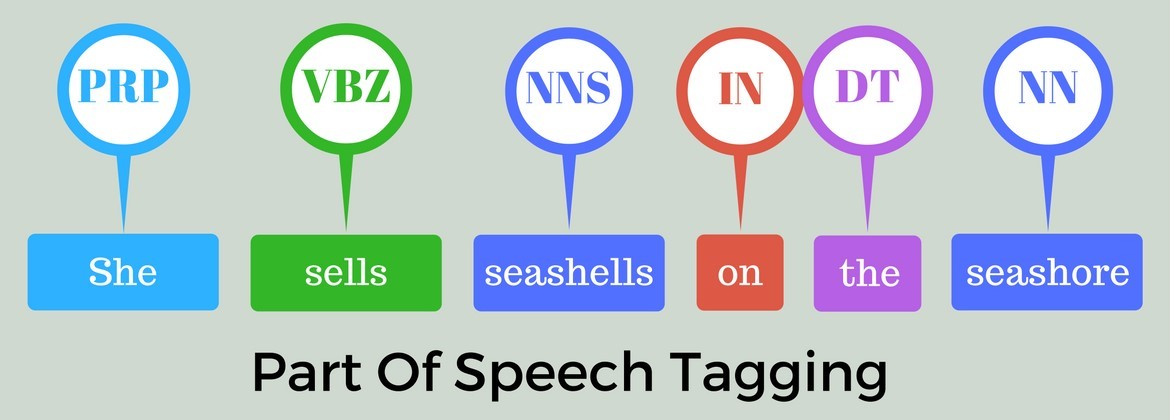 PRP VBZ NNS IN DT NN
She sells seashells on the seashore
Part Of Speech Tagging